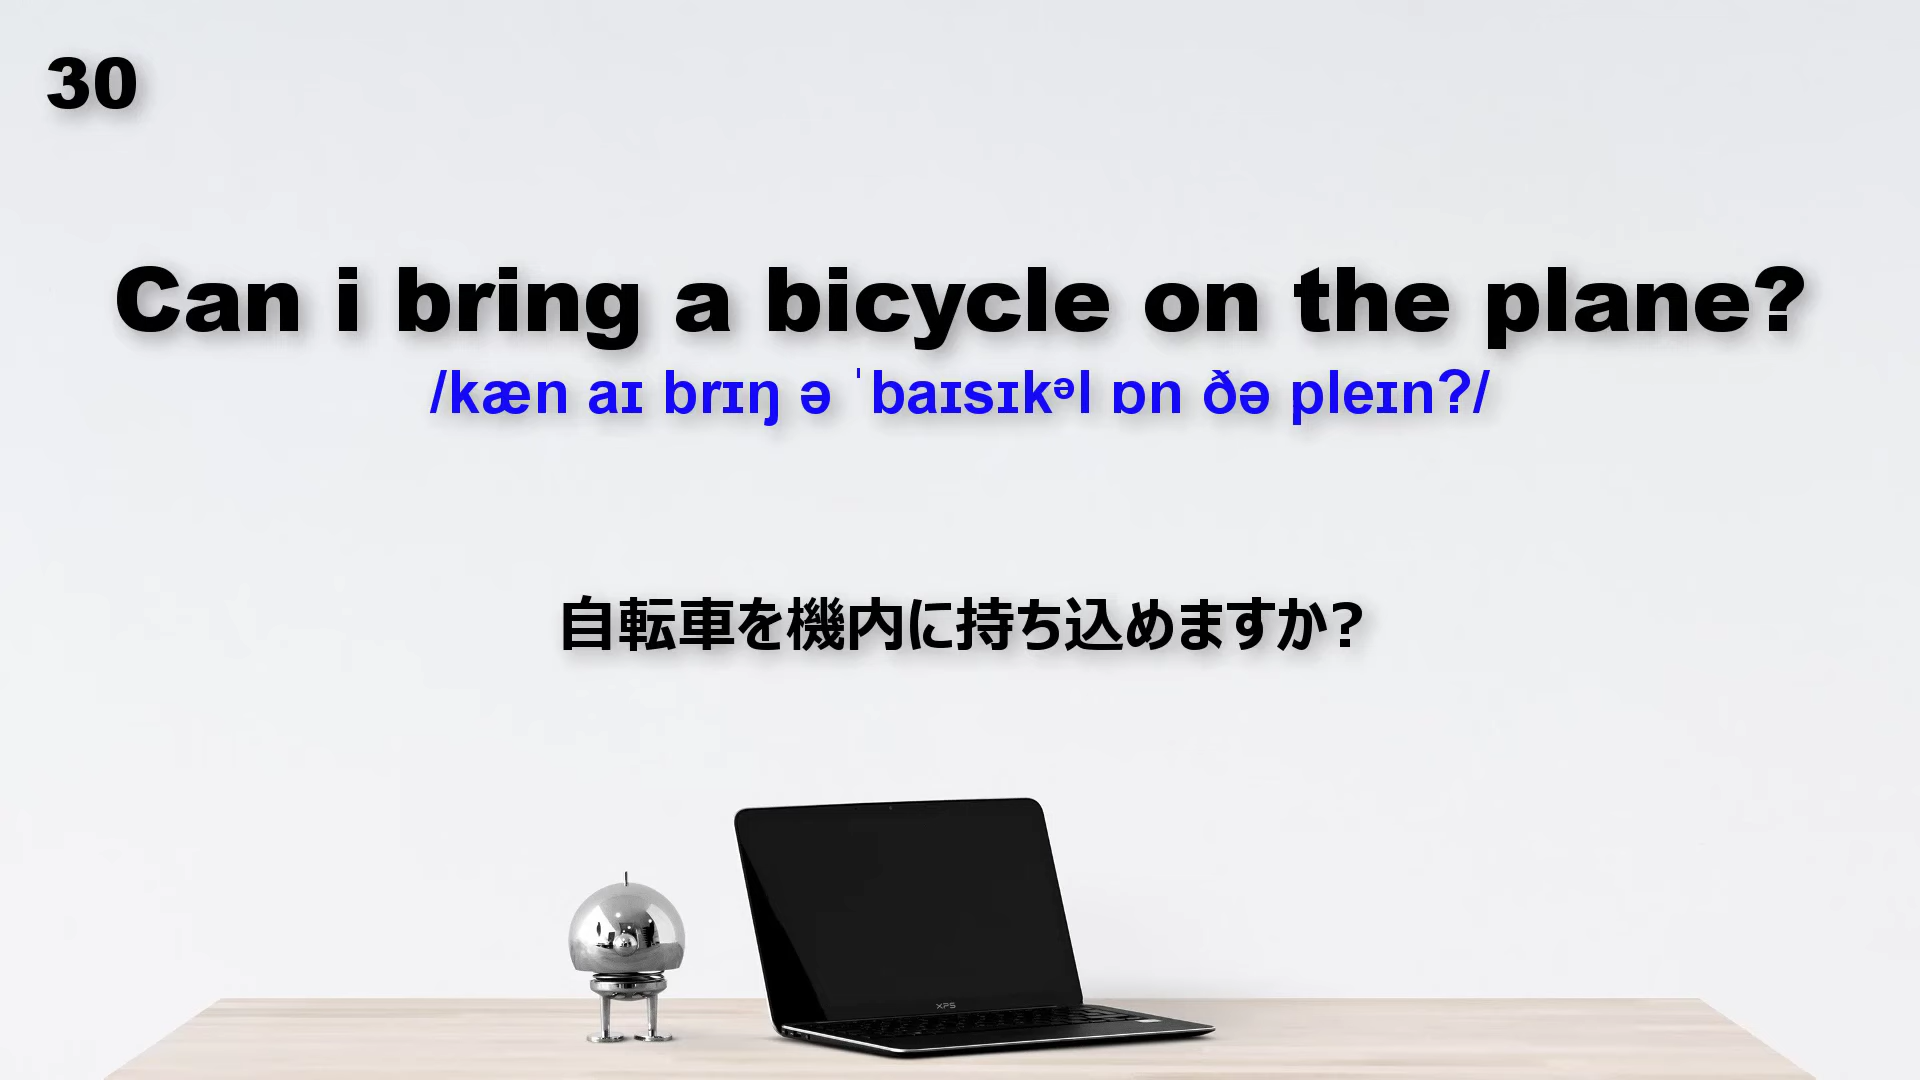 30
Can i bring a bicycle on the plane?
/kæn aɪ brɪŋ ə ˈbaɪsɪkᵊl ɒn ðə pleɪn?/
自転車を機内に持ち込めますか?
XPS